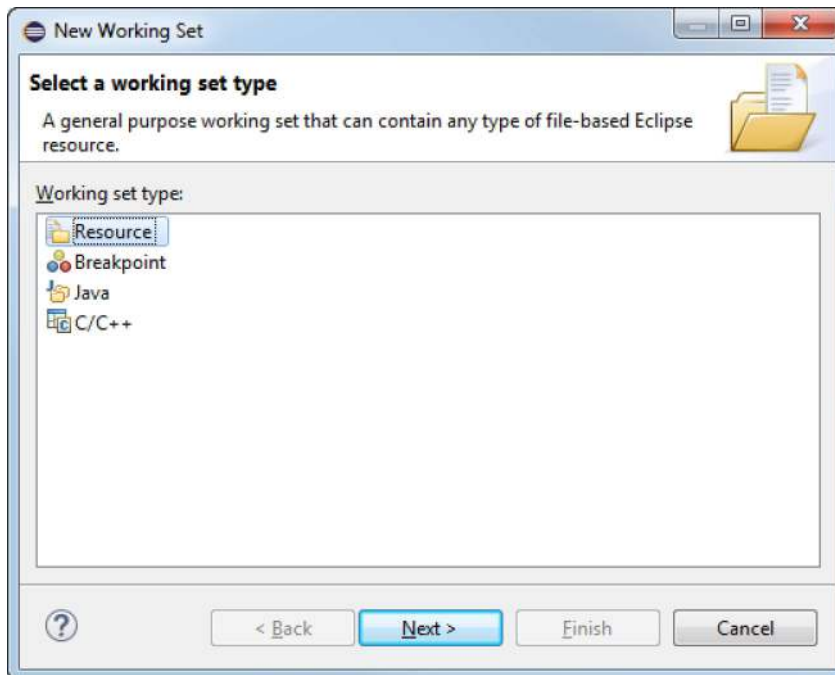 New Working Set
Select a working set type
A general purpose working set that can contain any type of file-based Eclipse
resource.
Working set type:
Resource
Breakpoint
Java
C/C++
? < Back Next > Finish Cancel